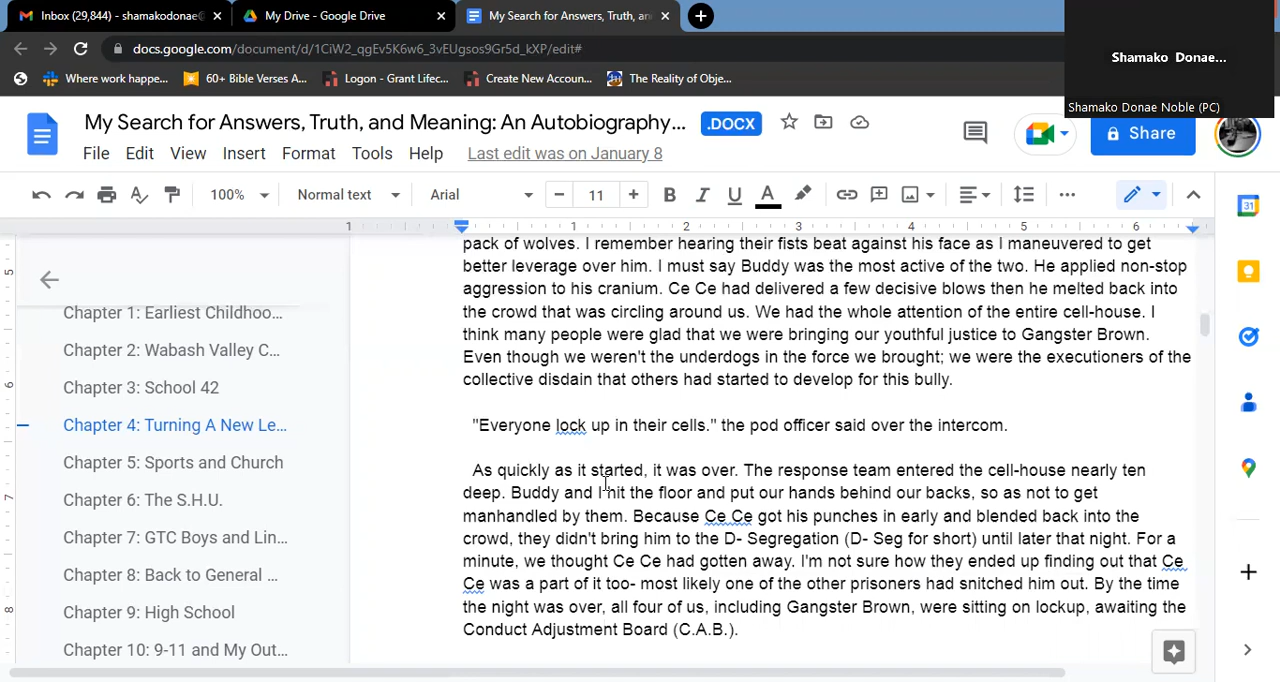 Inbox (29,844) - shamakodonae@
My Drive - Google Drive
My Search for Answers, Truth, an
Shamako Donae...
Shamako Donae Noble (PC)
docs.google.com/document/d/1CiW2_qgEv5K6w6_3vEUgsos9Gr5d_kXP/edit#
Where work happe...
60+ Bible Verses A...
Logon - Grant Lifec...
Create New Accoun...
The Reality of Obje...
My Search for Answers, Truth, and Meaning: An Autobiography...
.DOCX
Share
File Edit View Insert Format Tools Help Last edit was on January 8
100% Normal text Arial − 11 + B I U A
1 1 2 3 4 5 6
31
5
6
7
8
Chapter 1: Earliest Childhoo...
Chapter 2: Wabash Valley C...
Chapter 3: School 42
Chapter 4: Turning A New Le...
Chapter 5: Sports and Church
Chapter 6: The S.H.U.
Chapter 7: GTC Boys and Lin...
Chapter 8: Back to General ...
Chapter 9: High School
Chapter 10: 9-11 and My Out...
pack of wolves. I remember hearing their fists beat against his face as I maneuvered to get
better leverage over him. I must say Buddy was the most active of the two. He applied non-stop
aggression to his cranium. Ce Ce had delivered a few decisive blows then he melted back into
the crowd that was circling around us. We had the whole attention of the entire cell-house. I
think many people were glad that we were bringing our youthful justice to Gangster Brown.
Even though we weren't the underdogs in the force we brought; we were the executioners of the
collective disdain that others had started to develop for this bully.
"Everyone lock up in their cells." the pod officer said over the intercom.
As quickly as it started, it was over. The response team entered the cell-house nearly ten
deep. Buddy and I hit the floor and put our hands behind our backs, so as not to get
manhandled by them. Because Ce Ce got his punches in early and blended back into the
crowd, they didn't bring him to the D- Segregation (D- Seg for short) until later that night. For a
minute, we thought Ce Ce had gotten away. I'm not sure how they ended up finding out that Ce
Ce was a part of it too- most likely one of the other prisoners had snitched him out. By the time
the night was over, all four of us, including Gangster Brown, were sitting on lockup, awaiting the
Conduct Adjustment Board (C.A.B.).